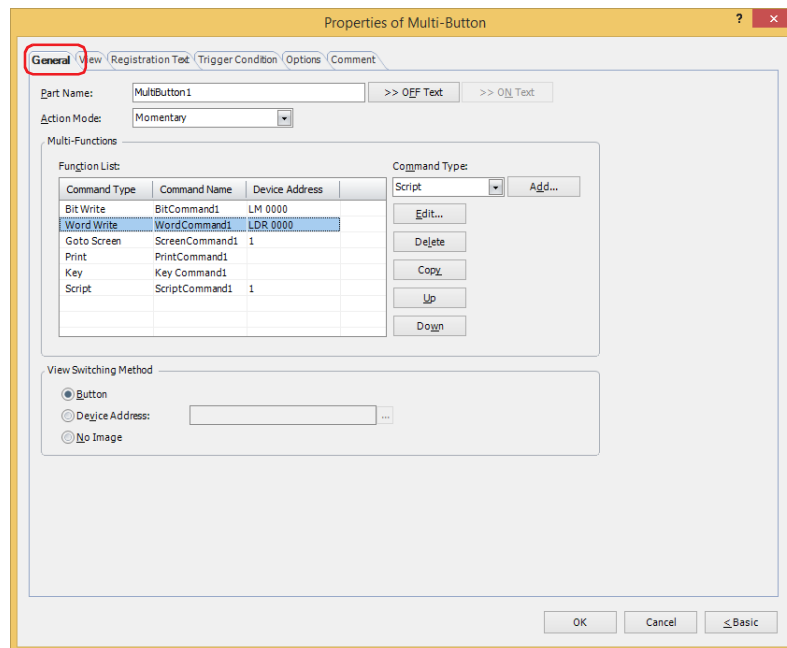 Properties of Multi-Button ? ×
General View Registration Text Trigger Condition Options Comment
Part Name: MultiButton1 >> OFF Text >> ON Text
Action Mode: Momentary
Multi-Functions
Function List: Command Type:
Command Type Command Name Device Address Script Add...
Bit Write BitCommand1 LM 0000 Edit...
Word Write WordCommand1 LDR 0000
Goto Screen ScreenCommand1 1 Delete
Print PrintCommand1
Key Key Command1 Copy
Script ScriptCommand1 1
Up
Down
View Switching Method
Button
Device Address: ...
No Image
OK Cancel < Basic